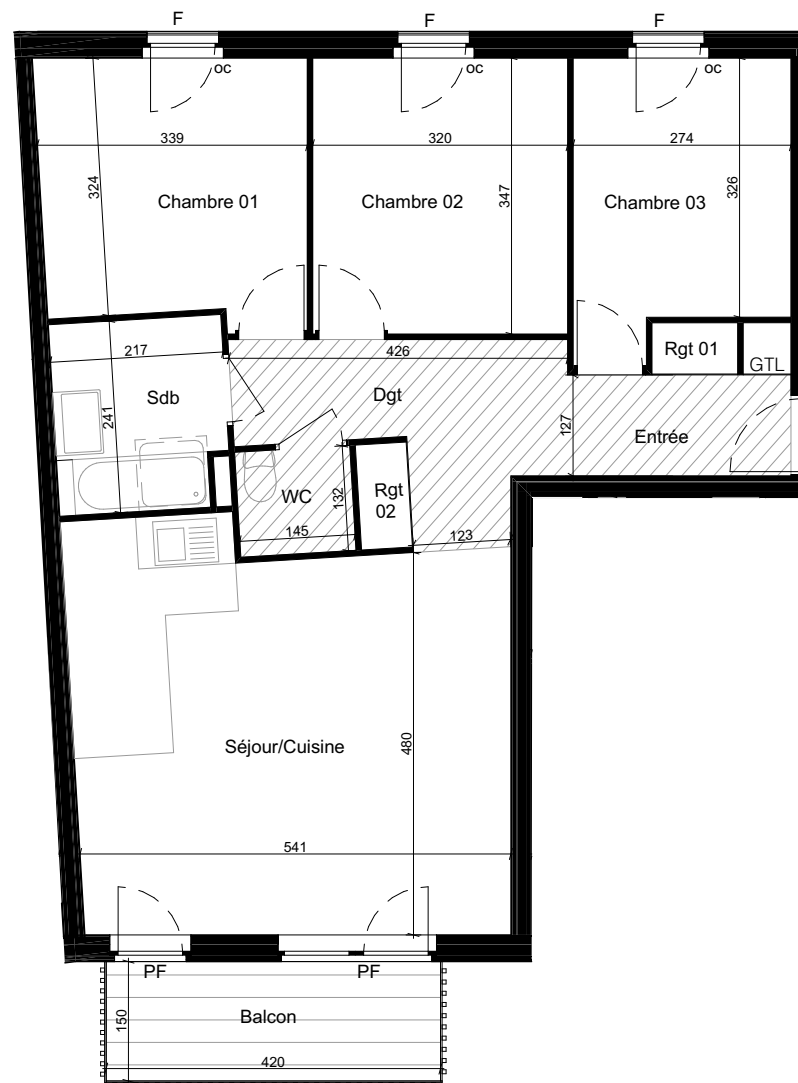 F
F
F
oc
oc
oc
339
320
274
324
347
326
Chambre 01
Chambre 02
Chambre 03
217
426
Rgt 01
GTL
Sdb
241
Dgt
127
Entrée
WC
132
Rgt
02
145
123
Séjour/Cuisine
480
541
PF
PF
150
Balcon
420